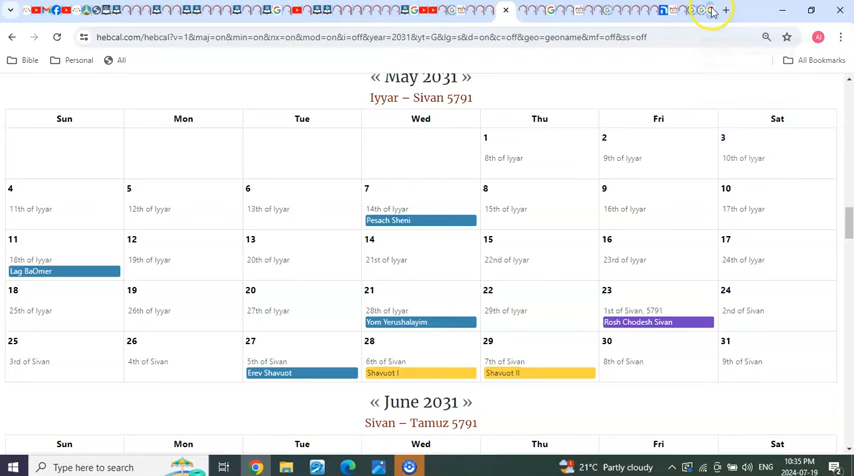 hebcal.com/hebcal?v=1&maj=on&min=on&nx=on&mod=on&i=off&year=2031&yt=G&lg=s&d=on&c=off&geo=geoname&mf=off&ss=off
Bible Personal All All Bookmarks
« May 2031 »
Iyyar – Sivan 5791
Sun Mon Tue Wed Thu Fri Sat
1 2 3
8th of Iyyar 9th of Iyyar 10th of Iyyar
4 5 6 7 8 9 10
11th of Iyyar 12th of Iyyar 13th of Iyyar 14th of Iyyar 15th of Iyyar 16th of Iyyar 17th of Iyyar
Pesach Sheni
11 12 13 14 15 16 17
18th of Iyyar 19th of Iyyar 20th of Iyyar 21st of Iyyar 22nd of Iyyar 23rd of Iyyar 24th of Iyyar
Lag BaOmer
18 19 20 21 22 23 24
25th of Iyyar 26th of Iyyar 27th of Iyyar 28th of Iyyar 29th of Iyyar 1st of Sivan, 5791 2nd of Sivan
Yom Yerushalayim Rosh Chodesh Sivan
25 26 27 28 29 30 31
3rd of Sivan 4th of Sivan 5th of Sivan 6th of Sivan 7th of Sivan 8th of Sivan 9th of Sivan
Erev Shavuot Shavuot I Shavuot II
« June 2031 »
Sivan – Tamuz 5791
Sun Mon Tue Wed Thu Fri Sat
Type here to search 21°C Partly cloudy ENG 10:35 PM
2024-07-19